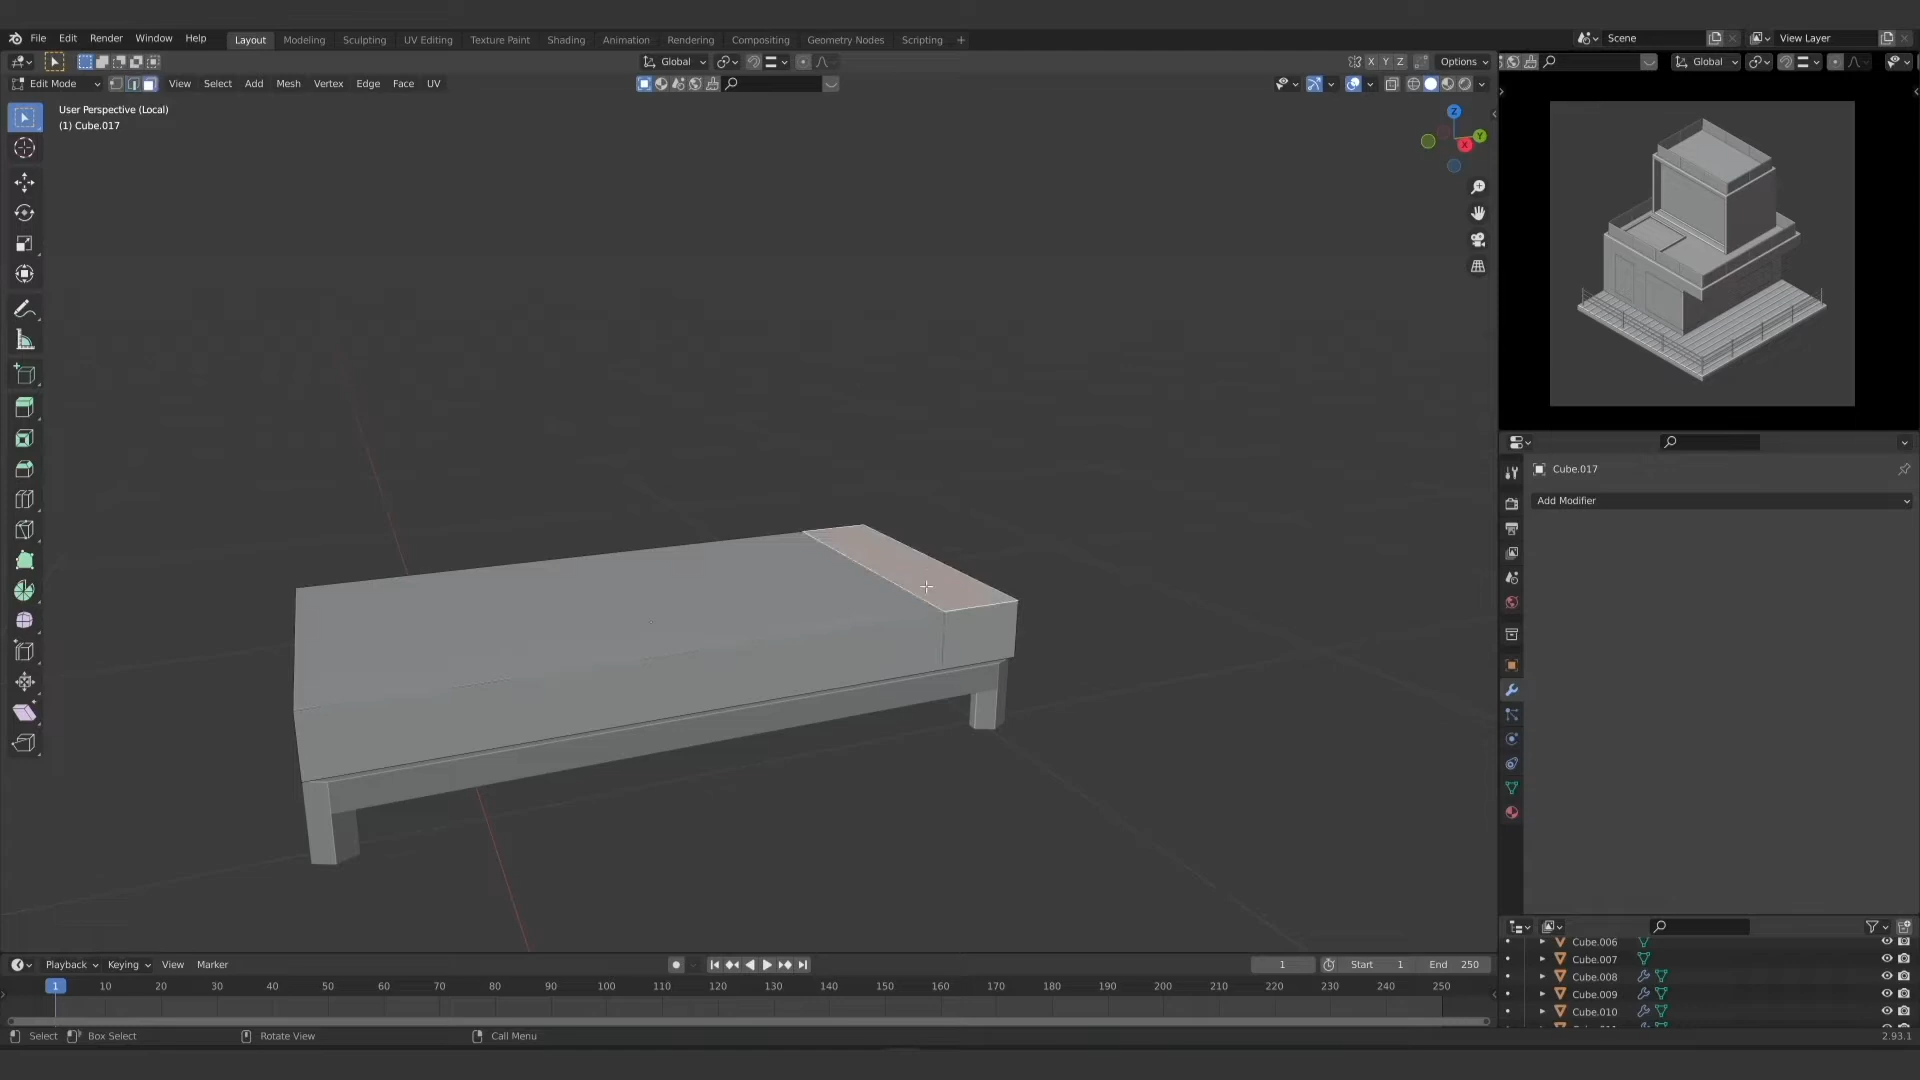 File Edit Render Window Help Layout Modeling Sculpting UV Editing Texture Paint Shading Animation Rendering Compositing Geometry Nodes Scripting + Scene View Layer
Global X Y Z Options Global
Edit Mode View Select Add Mesh Vertex Edge Face UV
User Perspective (Local)
(1) Cube.017
Z
Y
X
Cube.017
Add Modifier
Cube.006
Cube.007
Cube.008
Cube.009
Cube.010
Playback Keying View Marker 1 Start 1 End 250
1 10 20 30 40 50 60 70 80 90 100 110 120 130 140 150 160 170 180 190 200 210 220 230 240 250
Select Box Select Rotate View Call Menu 2.93.1